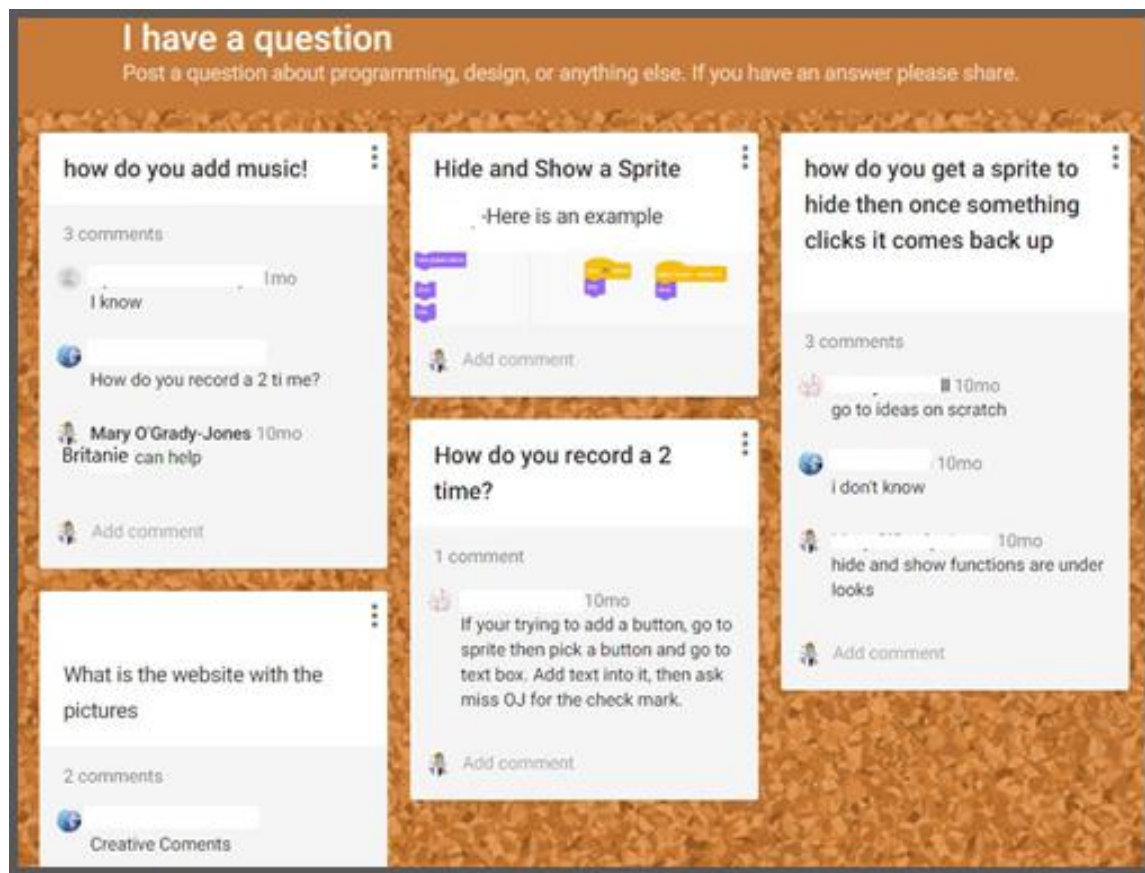 I have a question
Post a question about programming, design, or anything else. If you have an answer please share.
how do you add music!
3 comments
1mo
I know
How do you record a 2 ti me?
Mary O'Grady-Jones 10mo
Britanie can help
Add comment
What is the website with the
pictures
2 comments
Creative Coments
Hide and Show a Sprite
-Here is an example
Add comment
How do you record a 2
time?
1 comment
10mo
If your trying to add a button, go to
sprite then pick a button and go to
text box. Add text into it, then ask
miss OJ for the check mark.
Add comment
how do you get a sprite to
hide then once something
clicks it comes back up
3 comments
10mo
go to ideas on scratch
10mo
i don't know
10mo
hide and show functions are under
looks
Add comment